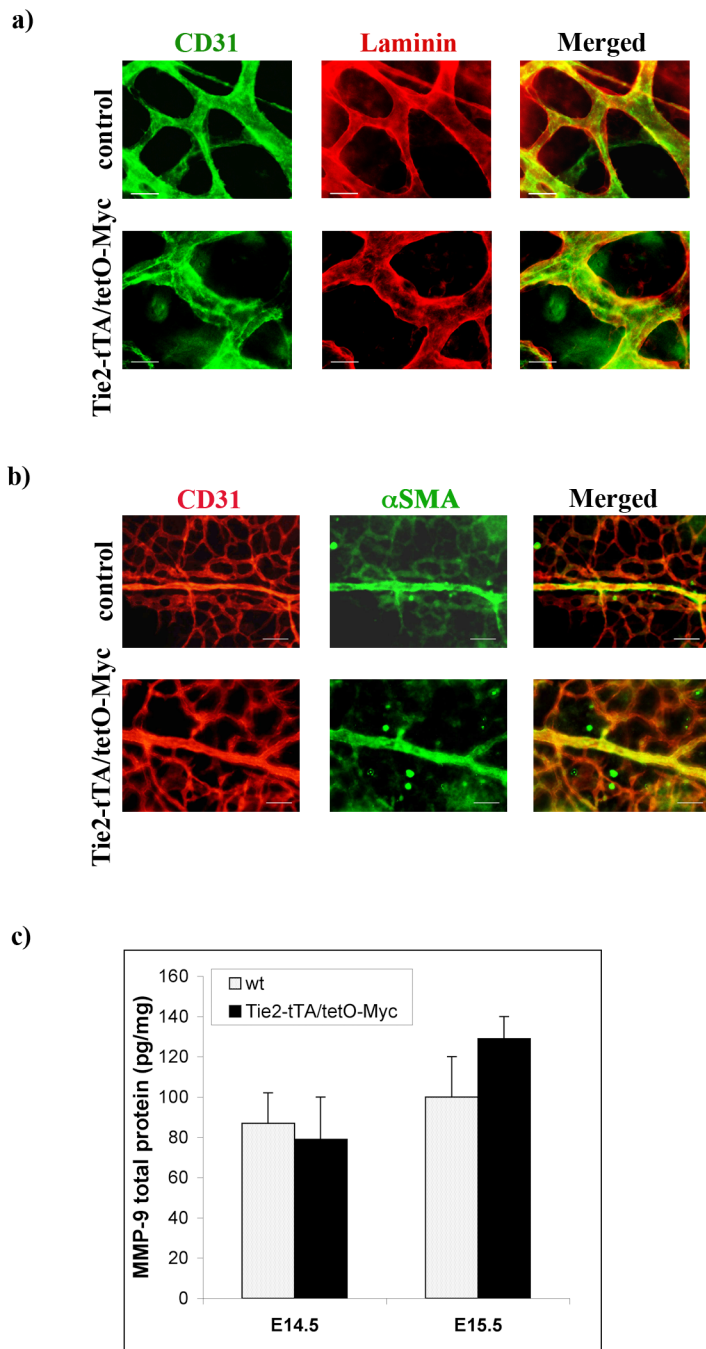 a)
CD31 Laminin Merged
control
Tie2-tTA/tetO-Myc
b)
CD31 αSMA Merged
control
Tie2-tTA/tetO-Myc
c)
MMP-9 total protein (pg/mg)
160
140
120
100
80
60
40
20
0
wt
Tie2-tTA/tetO-Myc
E14.5 E15.5